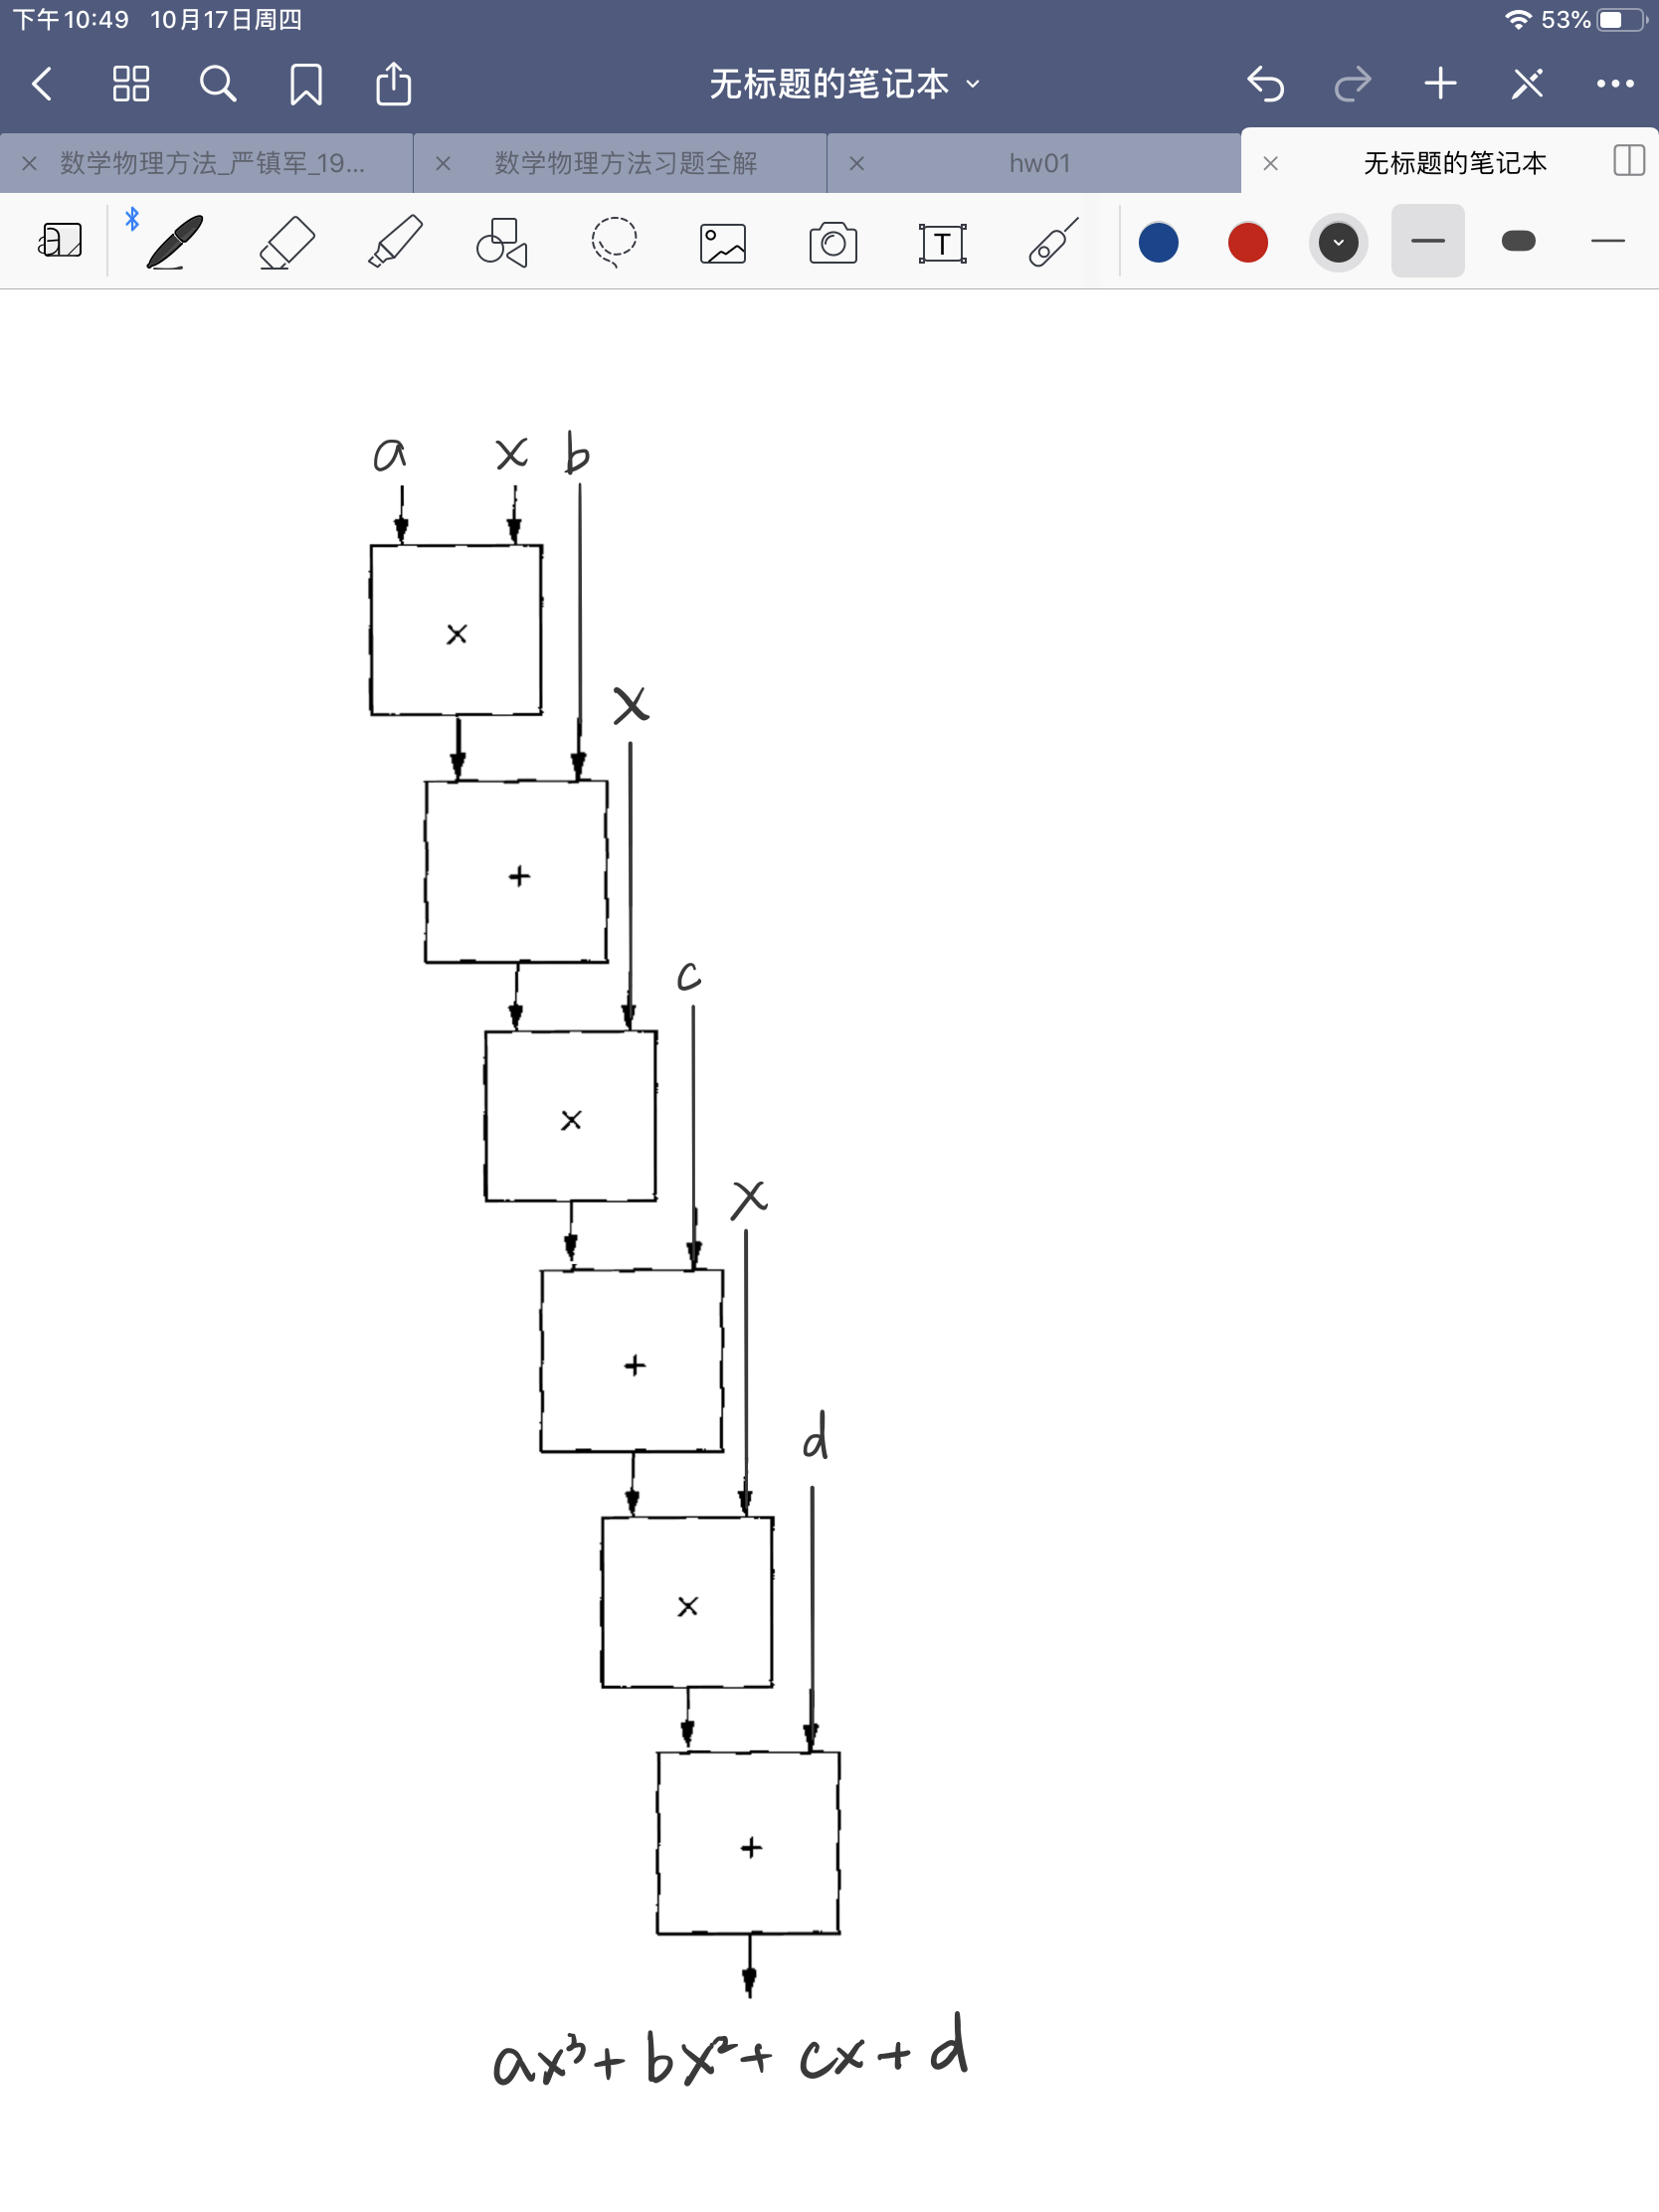 下午10:49 10月17日周四 53%
无标题的笔记本
数学物理方法_严镇军_19... 数学物理方法习题全解 hw01 无标题的笔记本
a x b
×
x
+
c
×
x
+
d
×
+
ax³+bx²+cx+d